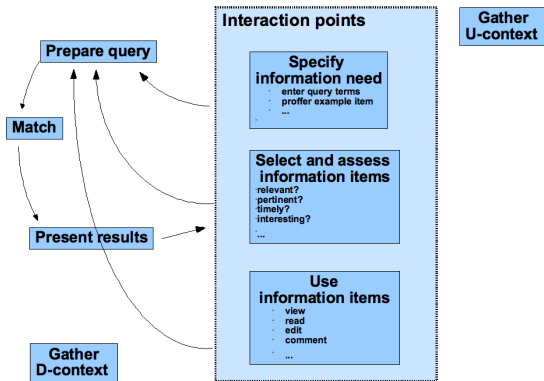 Interaction points
Gather
U-context
Prepare query
Specify
information need
· enter query terms
· proffer example item
· ...
Match
Select and assess
information items
·relevant?
·pertinent?
·timely?
·interesting?
·...
Present results
Use
information items
· view
· read
· edit
· comment
· ...
Gather
D-context